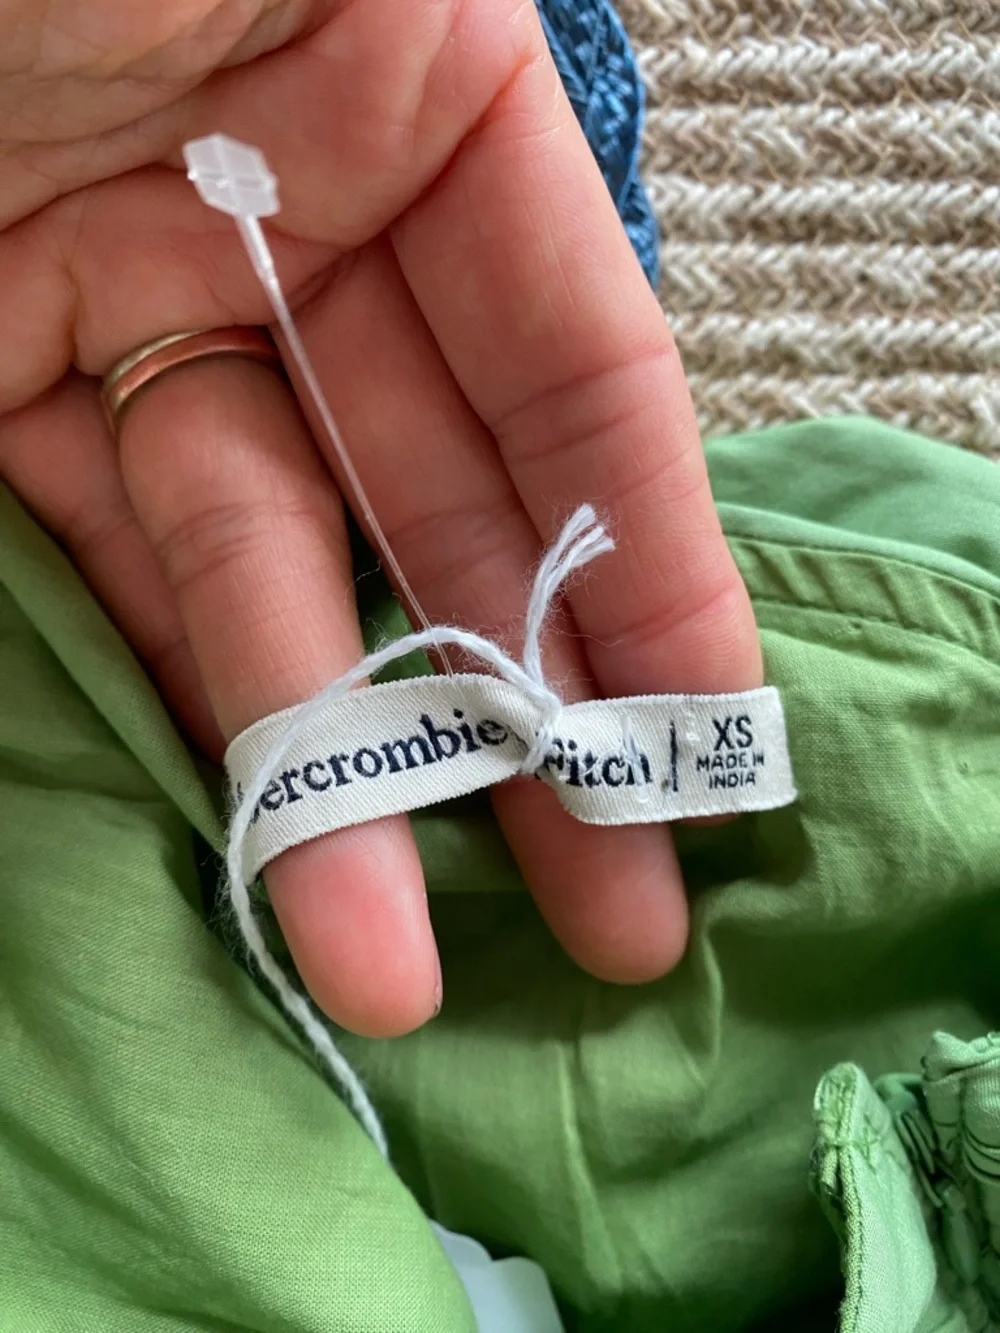 bercrombie Fitch | XS
MADE IN
INDIA